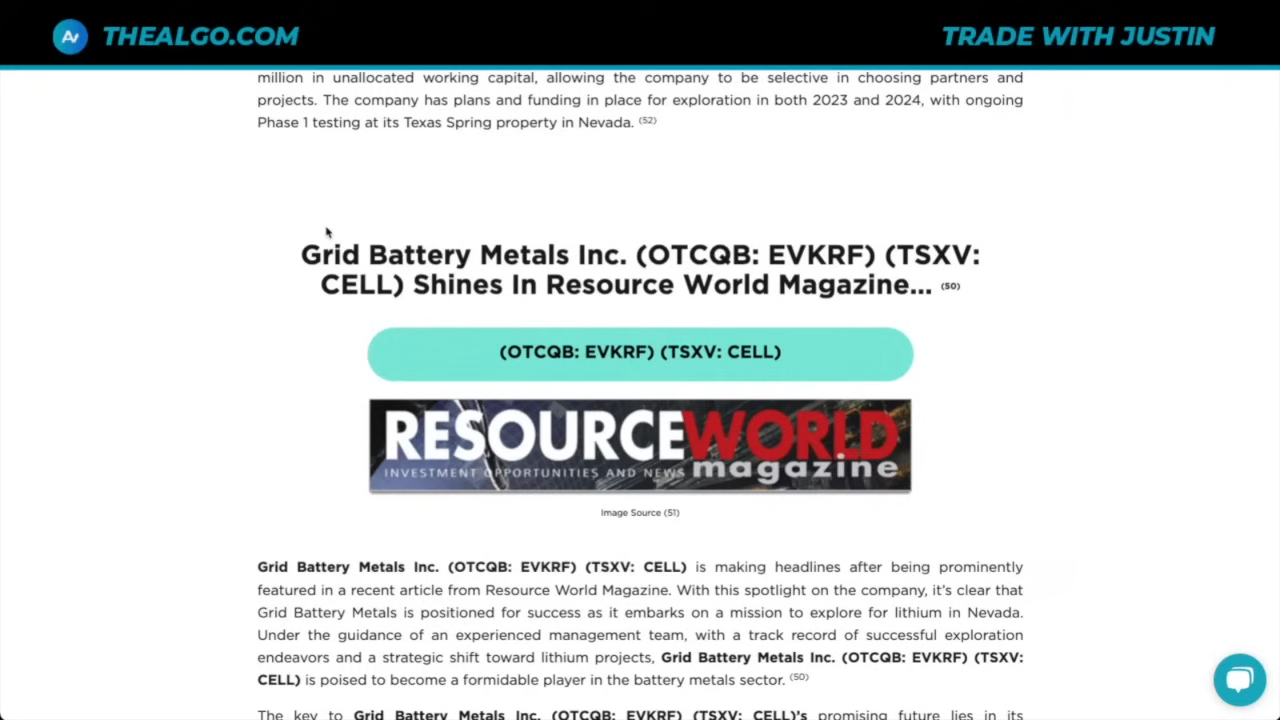 THEALGO.COM
TRADE WITH JUSTIN
million in unallocated working capital, allowing the company to be selective in choosing partners and
projects. The company has plans and funding in place for exploration in both 2023 and 2024, with ongoing
Phase 1 testing at its Texas Spring property in Nevada. (52)
Grid Battery Metals Inc. (OTCQB: EVKRF) (TSXV:
CELL) Shines In Resource World Magazine... (50)
(OTCQB: EVKRF) (TSXV: CELL)
RESOURCEWORLD
INVESTMENT OPPORTUNITIES AND NEWS magazine
Image Source (51)
Grid Battery Metals Inc. (OTCQB: EVKRF) (TSXV: CELL) is making headlines after being prominently
featured in a recent article from Resource World Magazine. With this spotlight on the company, it's clear that
Grid Battery Metals is positioned for success as it embarks on a mission to explore for lithium in Nevada.
Under the guidance of an experienced management team, with a track record of successful exploration
endeavors and a strategic shift toward lithium projects, Grid Battery Metals Inc. (OTCQB: EVKRF) (TSXV:
CELL) is poised to become a formidable player in the battery metals sector. (50)
The key to Grid Battery Metals Inc. (OTCQB: EVKRF) (TSXV: CELL)'s promising future lies in its